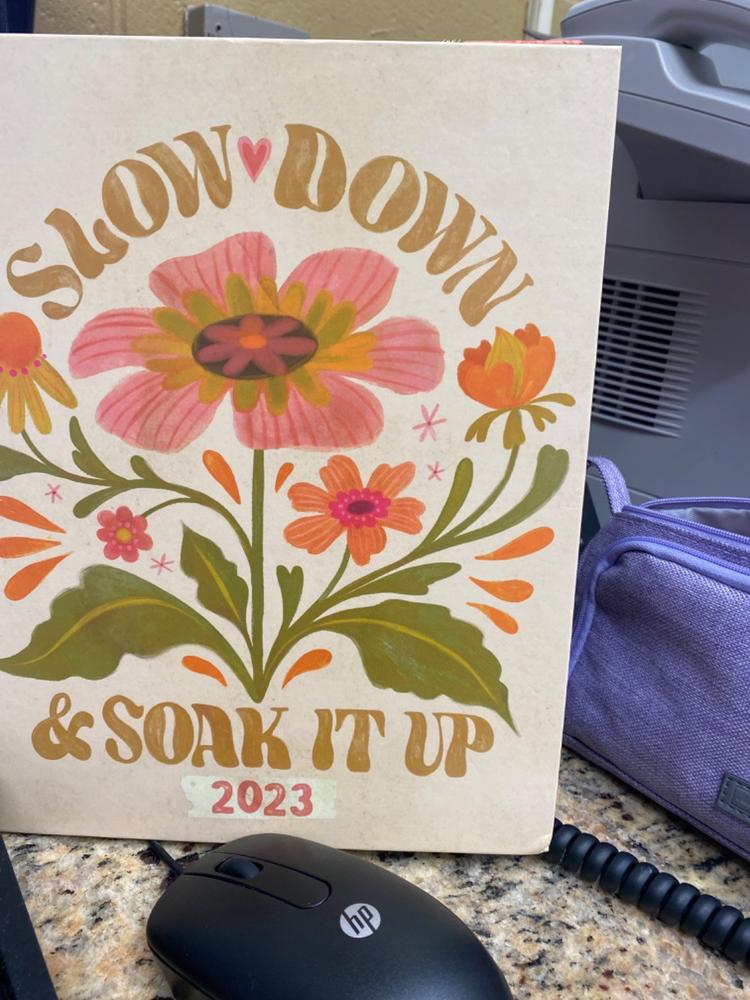 SLOW DOWN
& SOAK IT UP
2023
hp